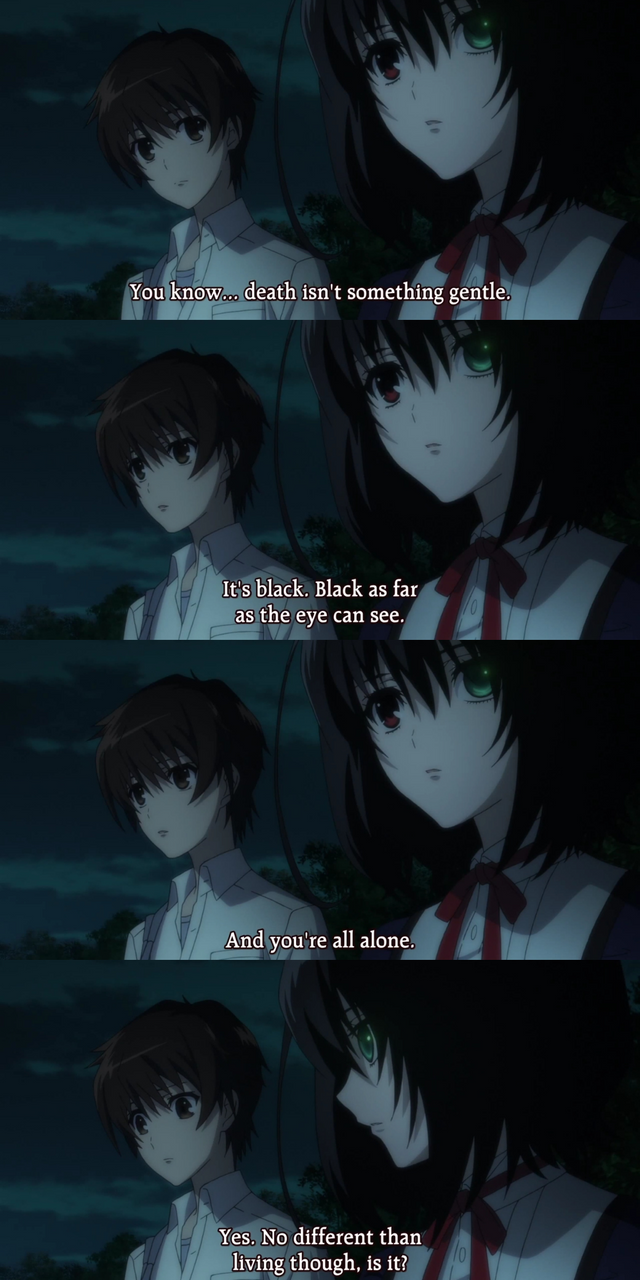 You know... death isn't something gentle.
It's black. Black as far
as the eye can see.
And you're all alone.
Yes. No different than
living though, is it?